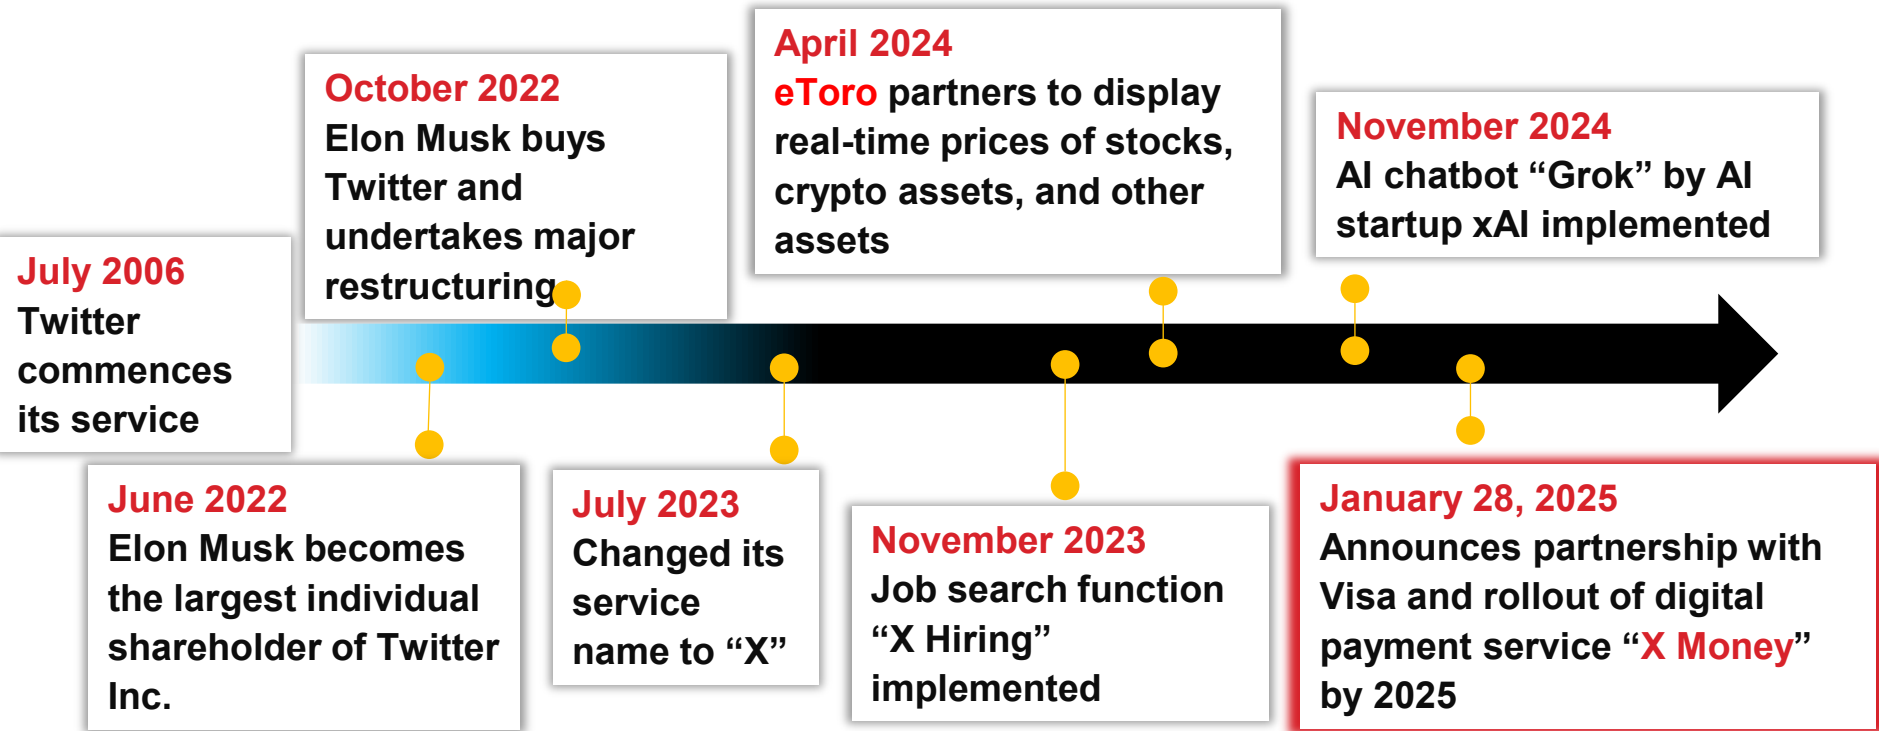 July 2006
Twitter
commences
its service
June 2022
Elon Musk becomes
the largest individual
shareholder of Twitter
Inc.
October 2022
Elon Musk buys
Twitter and
undertakes major
restructuring
July 2023
Changed its
service
name to “X”
November 2023
Job search function
“X Hiring”
implemented
April 2024
eToro partners to display
real-time prices of stocks,
crypto assets, and other
assets
November 2024
AI chatbot “Grok” by AI
startup xAI implemented
January 28, 2025
Announces partnership with
Visa and rollout of digital
payment service “X Money”
by 2025